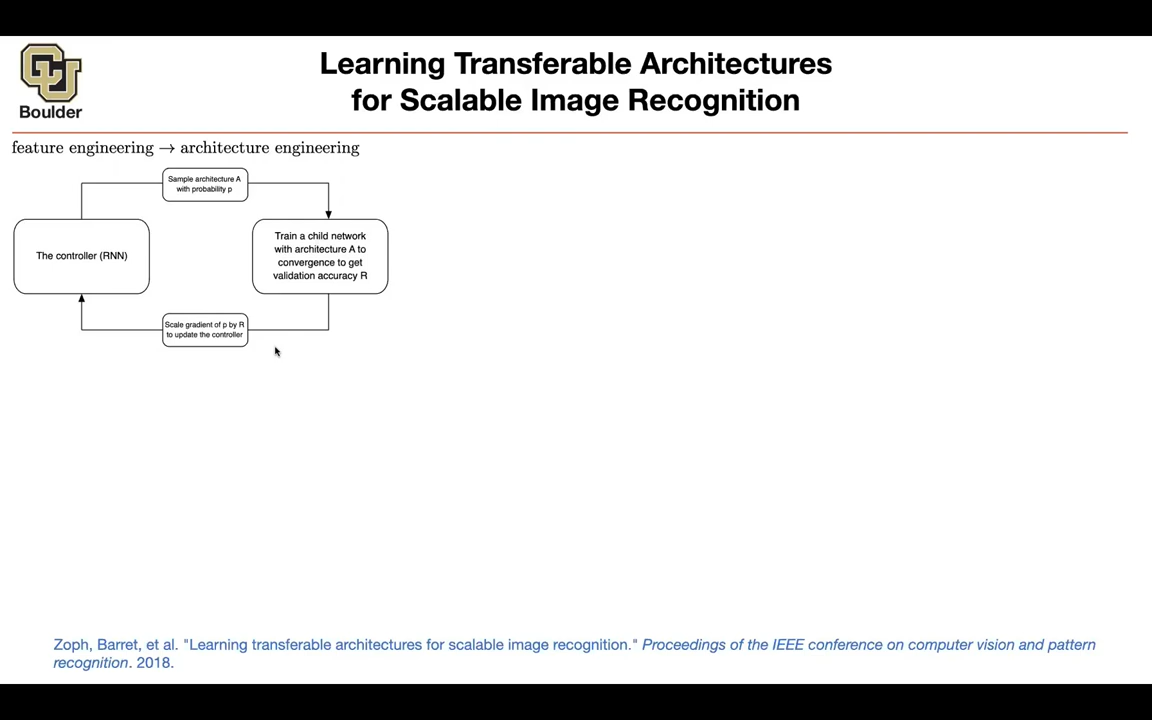 Learning Transferable Architectures
for Scalable Image Recognition
Boulder
feature engineering → architecture engineering
Sample architecture A
with probability p
The controller (RNN)
Train a child network
with architecture A to
convergence to get
validation accuracy R
Scale gradient of p by R
to update the controller
Zoph, Barret, et al. "Learning transferable architectures for scalable image recognition." Proceedings of the IEEE conference on computer vision and pattern
recognition. 2018.